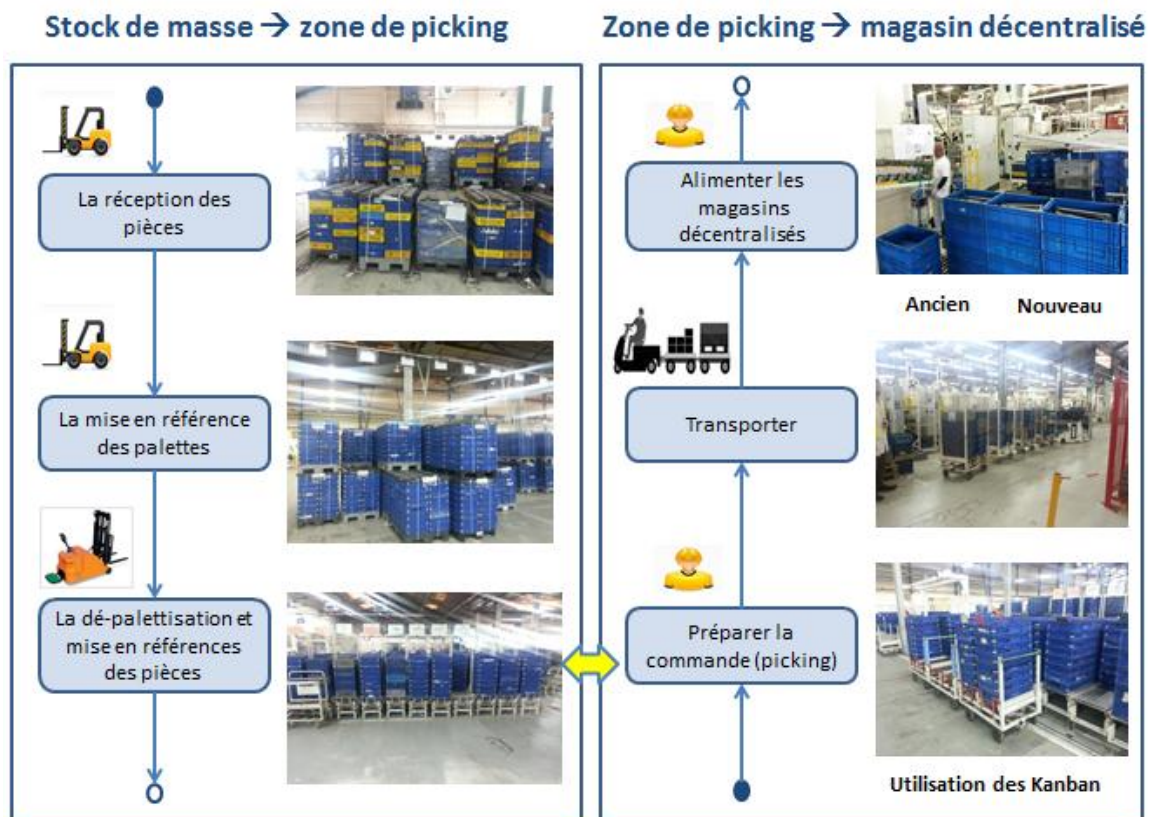 Stock de masse → zone de picking
La réception des
pièces
La mise en référence
des palettes
La dé-palettisation et
mise en références
des pièces
Zone de picking → magasin décentralisé
Alimenter les
magasins
décentralisés
Ancien Nouveau
Transporter
Préparer la
commande (picking)
Utilisation des Kanban